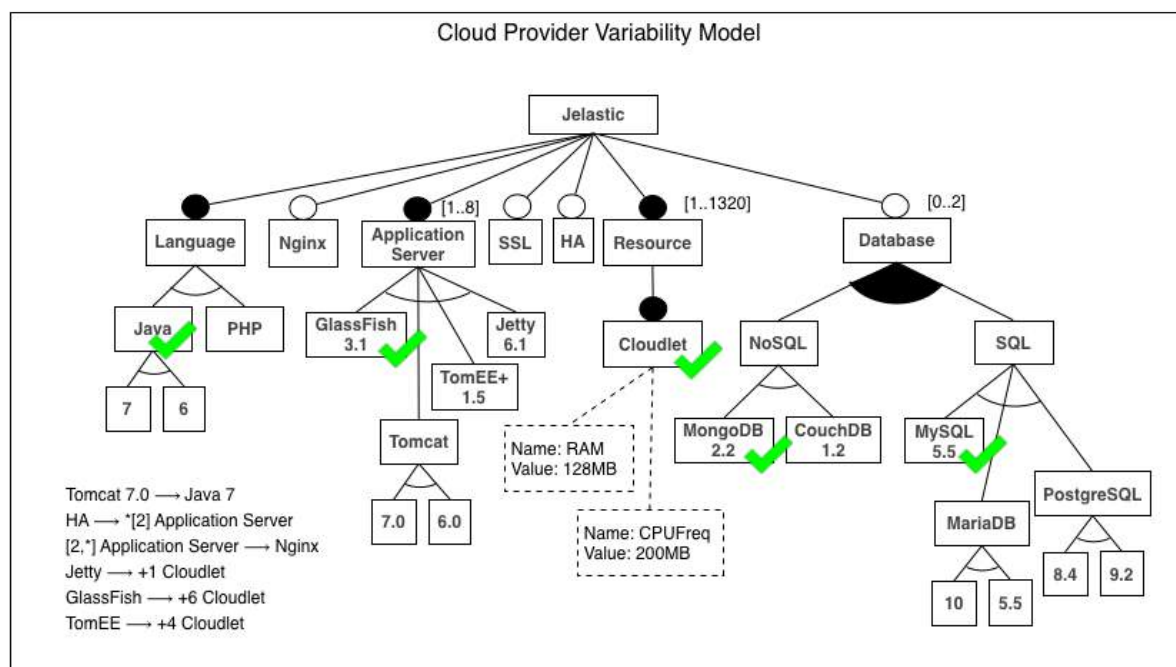 Cloud Provider Variability Model
Jelastic
[1..8]
[1..1320]
[0..2]
Language
Nginx
Application
Server
SSL
HA
Resource
Database
Java
PHP
GlassFish
3.1
Jetty
6.1
Cloudlet
NoSQL
SQL
TomEE+
1.5
7
6
Tomcat
7.0
6.0
Name: RAM
Value: 128MB
Name: CPUFreq
Value: 200MB
MongoDB
2.2
CouchDB
1.2
MySQL
5.5
PostgreSQL
MariaDB
8.4
9.2
10
5.5
Tomcat 7.0 → Java 7
HA → *[2] Application Server
[2,*] Application Server → Nginx
Jetty → +1 Cloudlet
GlassFish → +6 Cloudlet
TomEE → +4 Cloudlet